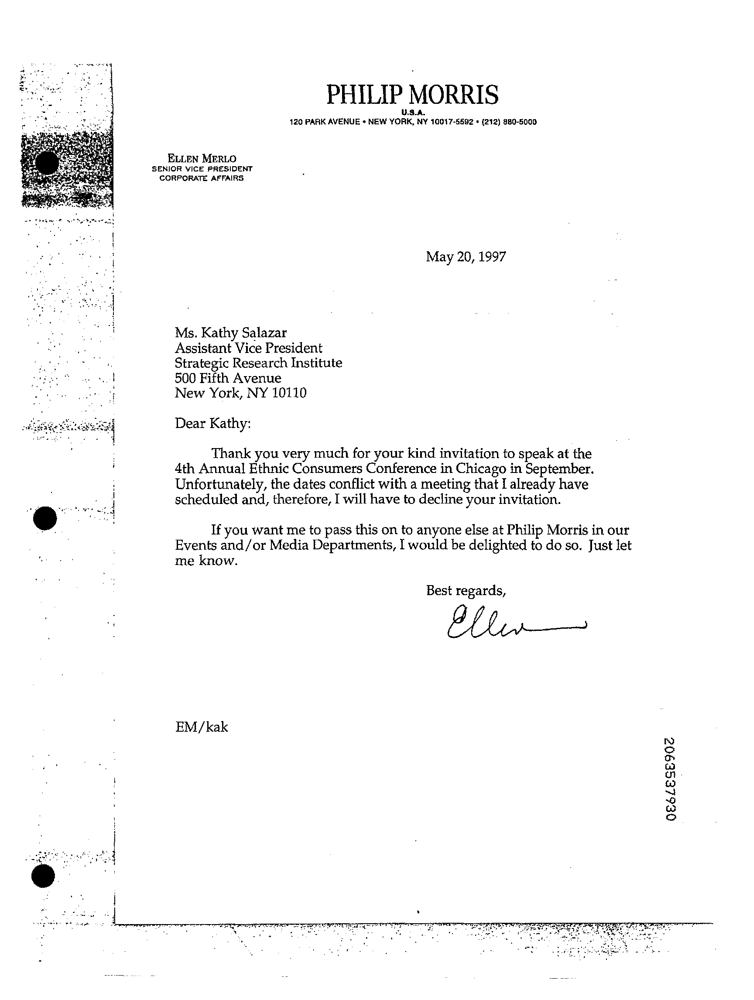 PHILIP MORRIS
U.S.A.
120 PARK AVENUE • NEW YORK, NY 10017-5592 • (212) 880-5000
ELLEN MERLO
SENIOR VICE PRESIDENT
CORPORATE AFFAIRS
May 20, 1997
Ms. Kathy Salazar
Assistant Vice President
Strategic Research Institute
500 Fifth Avenue
New York, NY 10110
Dear Kathy:
Thank you very much for your kind invitation to speak at the
4th Annual Ethnic Consumers Conference in Chicago in September.
Unfortunately, the dates conflict with a meeting that I already have
scheduled and, therefore, I will have to decline your invitation.
If you want me to pass this on to anyone else at Philip Morris in our
Events and/or Media Departments, I would be delighted to do so. Just let
me know.
Best regards,
Ellen
EM/kak
2063537930